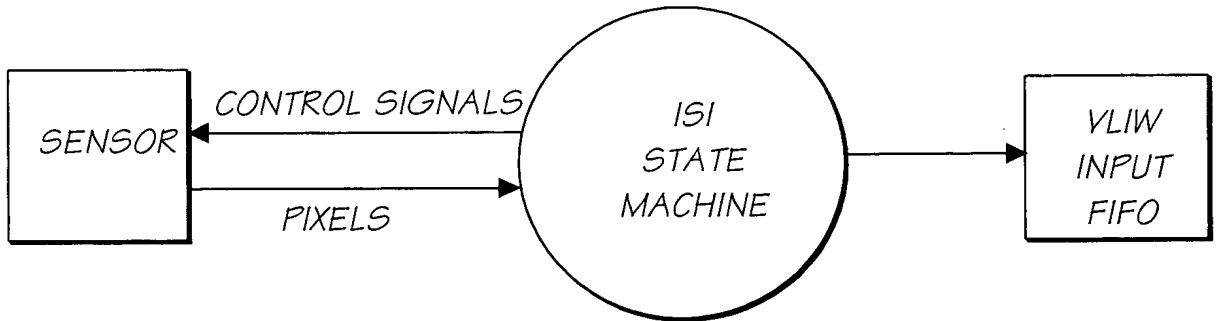 SENSOR
CONTROL SIGNALS
PIXELS
ISI
STATE
MACHINE
VLIW
INPUT
FIFO